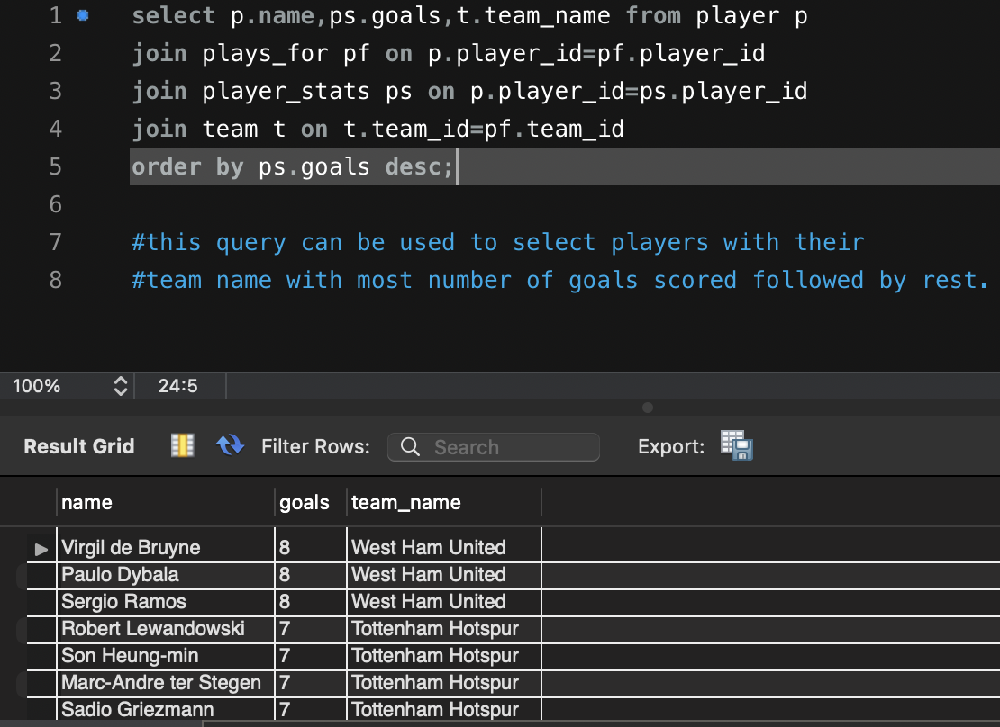 1 select p.name,ps.goals,t.team_name from player p
2 join plays_for pf on p.player_id=pf.player_id
3 join player_stats ps on p.player_id=ps.player_id
4 join team t on t.team_id=pf.team_id
5 order by ps.goals desc;
6
7 #this query can be used to select players with their
8 #team name with most number of goals scored followed by rest.
100% 24:5
Result Grid Filter Rows: Search Export:
name goals team_name
Virgil de Bruyne 8 West Ham United
Paulo Dybala 8 West Ham United
Sergio Ramos 8 West Ham United
Robert Lewandowski 7 Tottenham Hotspur
Son Heung-min 7 Tottenham Hotspur
Marc-Andre ter Stegen 7 Tottenham Hotspur
Sadio Griezmann 7 Tottenham Hotspur